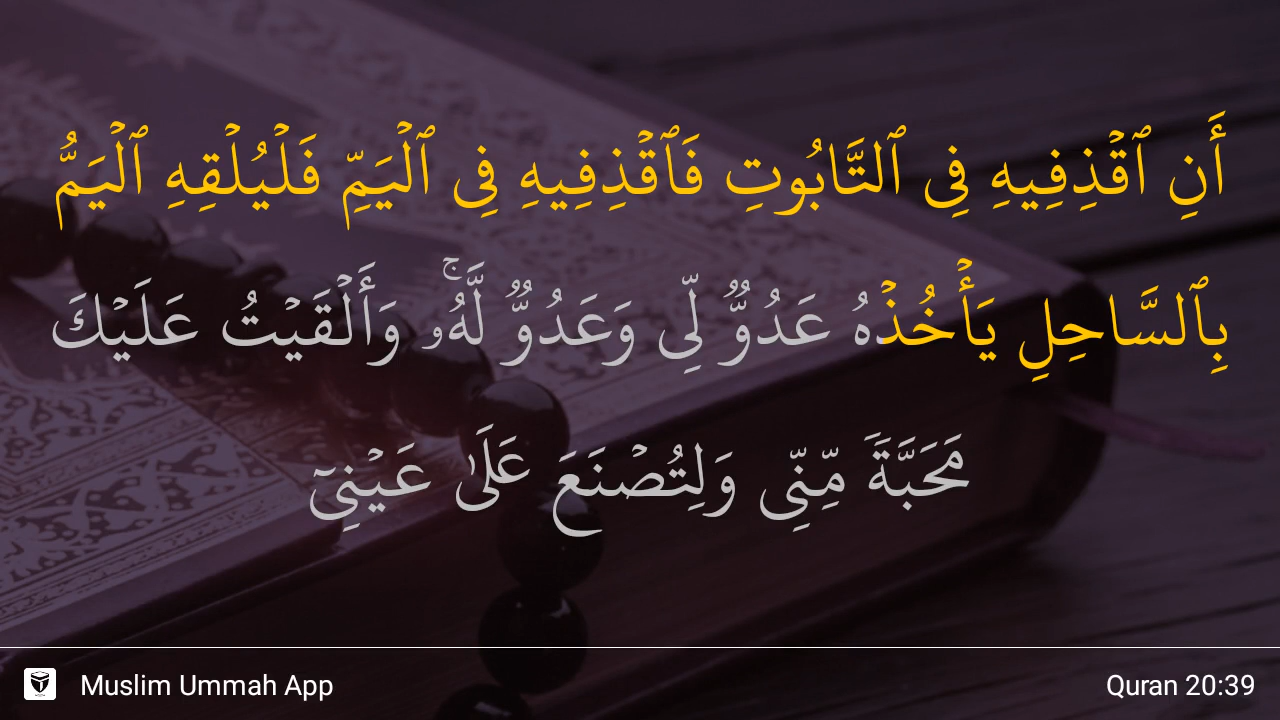 أَنِ ٱقْذِفِيهِ فِى ٱلتَّابُوتِ فَٱقْذِفِيهِ فِى ٱلْيَمِّ فَلْيُلْقِهِ ٱلْيَمُّ
بِٱلسَّاحِلِ يَأْخُذْهُ عَدُوٌّ لِّى وَعَدُوٌّ لَّهُۥ ۚ وَأَلْقَيْتُ عَلَيْكَ
مَحَبَّةً مِّنِّى وَلِتُصْنَعَ عَلَىٰ عَيْنِىٓ
Muslim Ummah App
Quran 20:39